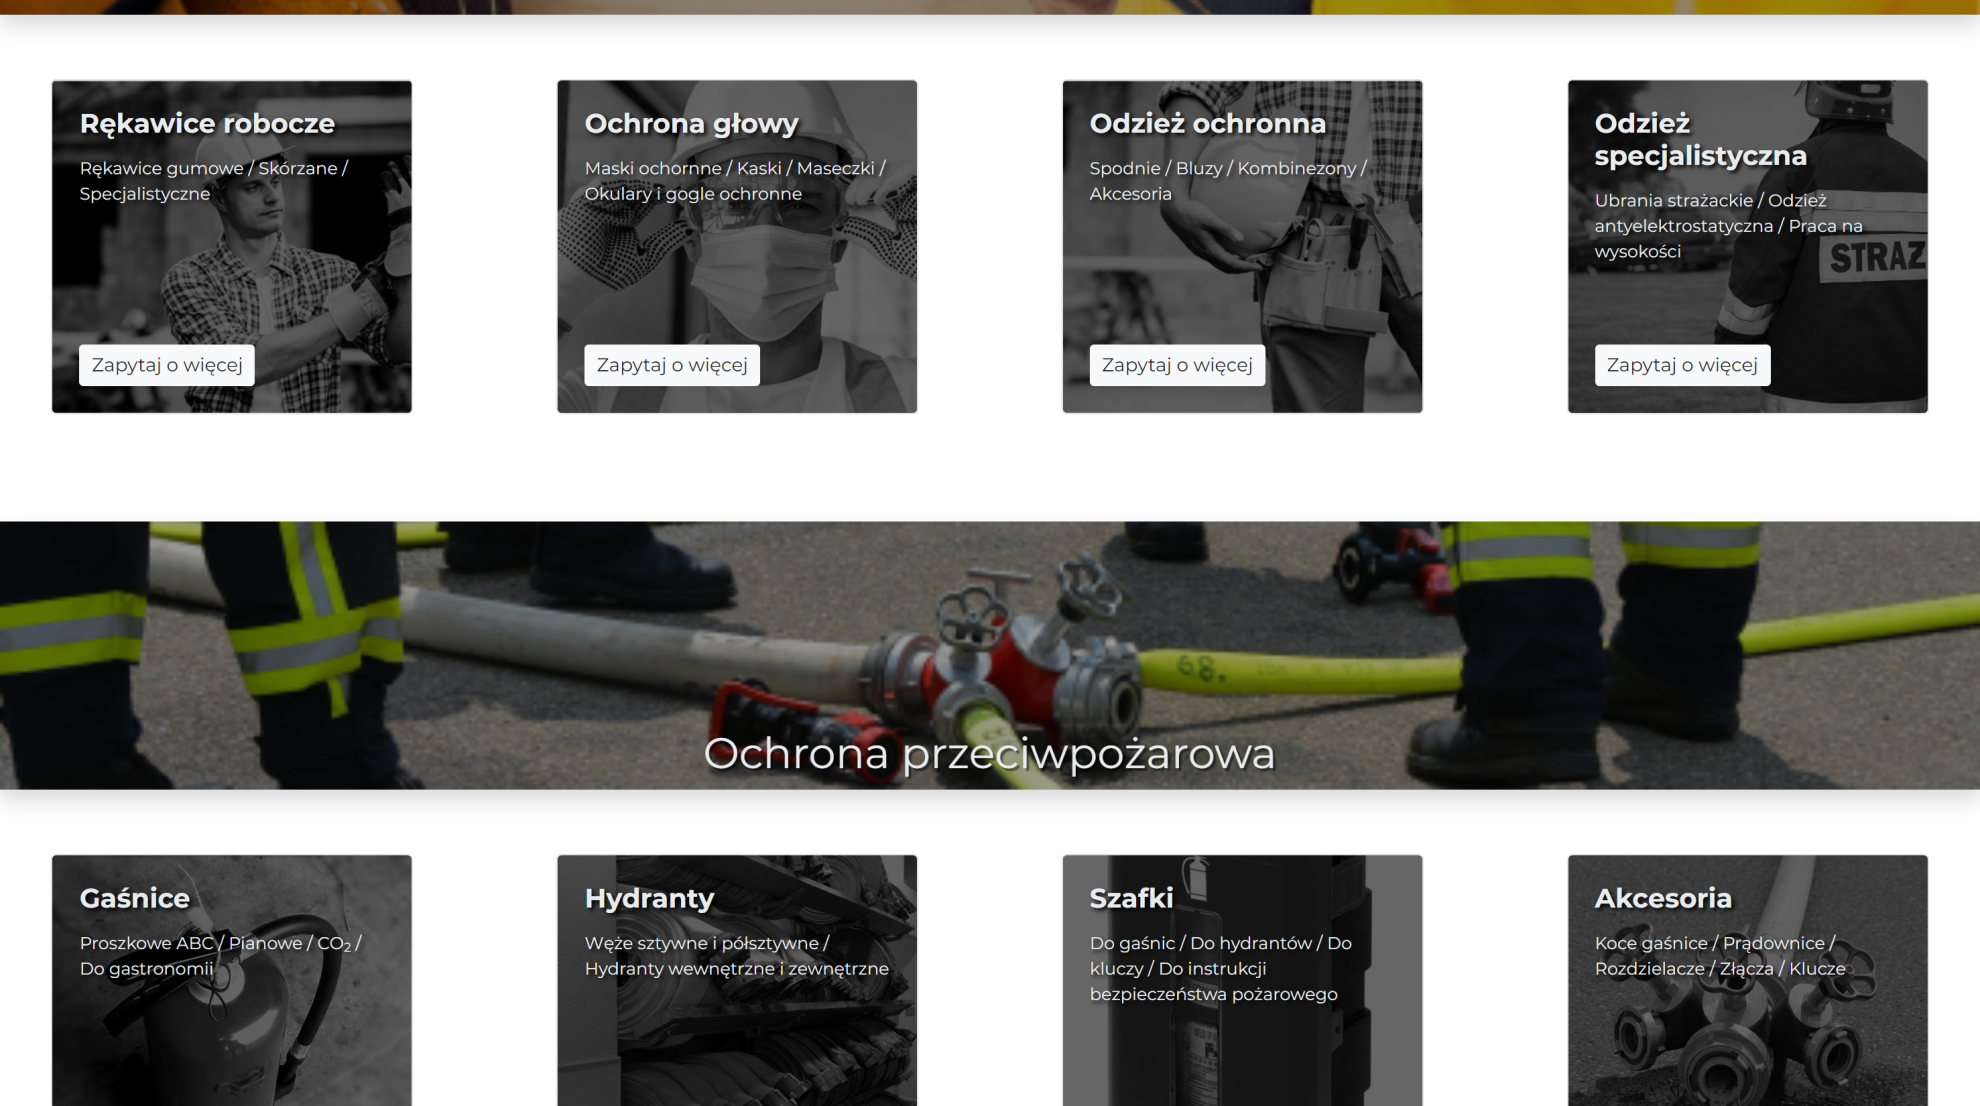 Rękawice robocze
Rękawice gumowe / Skórzane /
Specjalistyczne
Zapytaj o więcej
Ochrona głowy
Maski ochornne / Kaski / Maseczki /
Okulary i gogle ochronne
Zapytaj o więcej
Odzież ochronna
Spodnie / Bluzy / Kombinezony /
Akcesoria
Zapytaj o więcej
Odzież
specjalistyczna
Ubrania strażackie / Odzież
antyelektrostatyczna / Praca na
wysokości
STRAŻ
Zapytaj o więcej
68.
Ochrona przeciwpożarowa
Gaśnice
Proszkowe ABC / Pianowe / CO₂ /
Do gastronomii
Hydranty
Węże sztywne i półsztywne /
Hydranty wewnętrzne i zewnętrzne
Szafki
Do gaśnic / Do hydrantów / Do
kluczy / Do instrukcji
bezpieczeństwa pożarowego
Akcesoria
Koce gaśnice / Prądownice /
Rozdzielacze / Złącza / Klucze